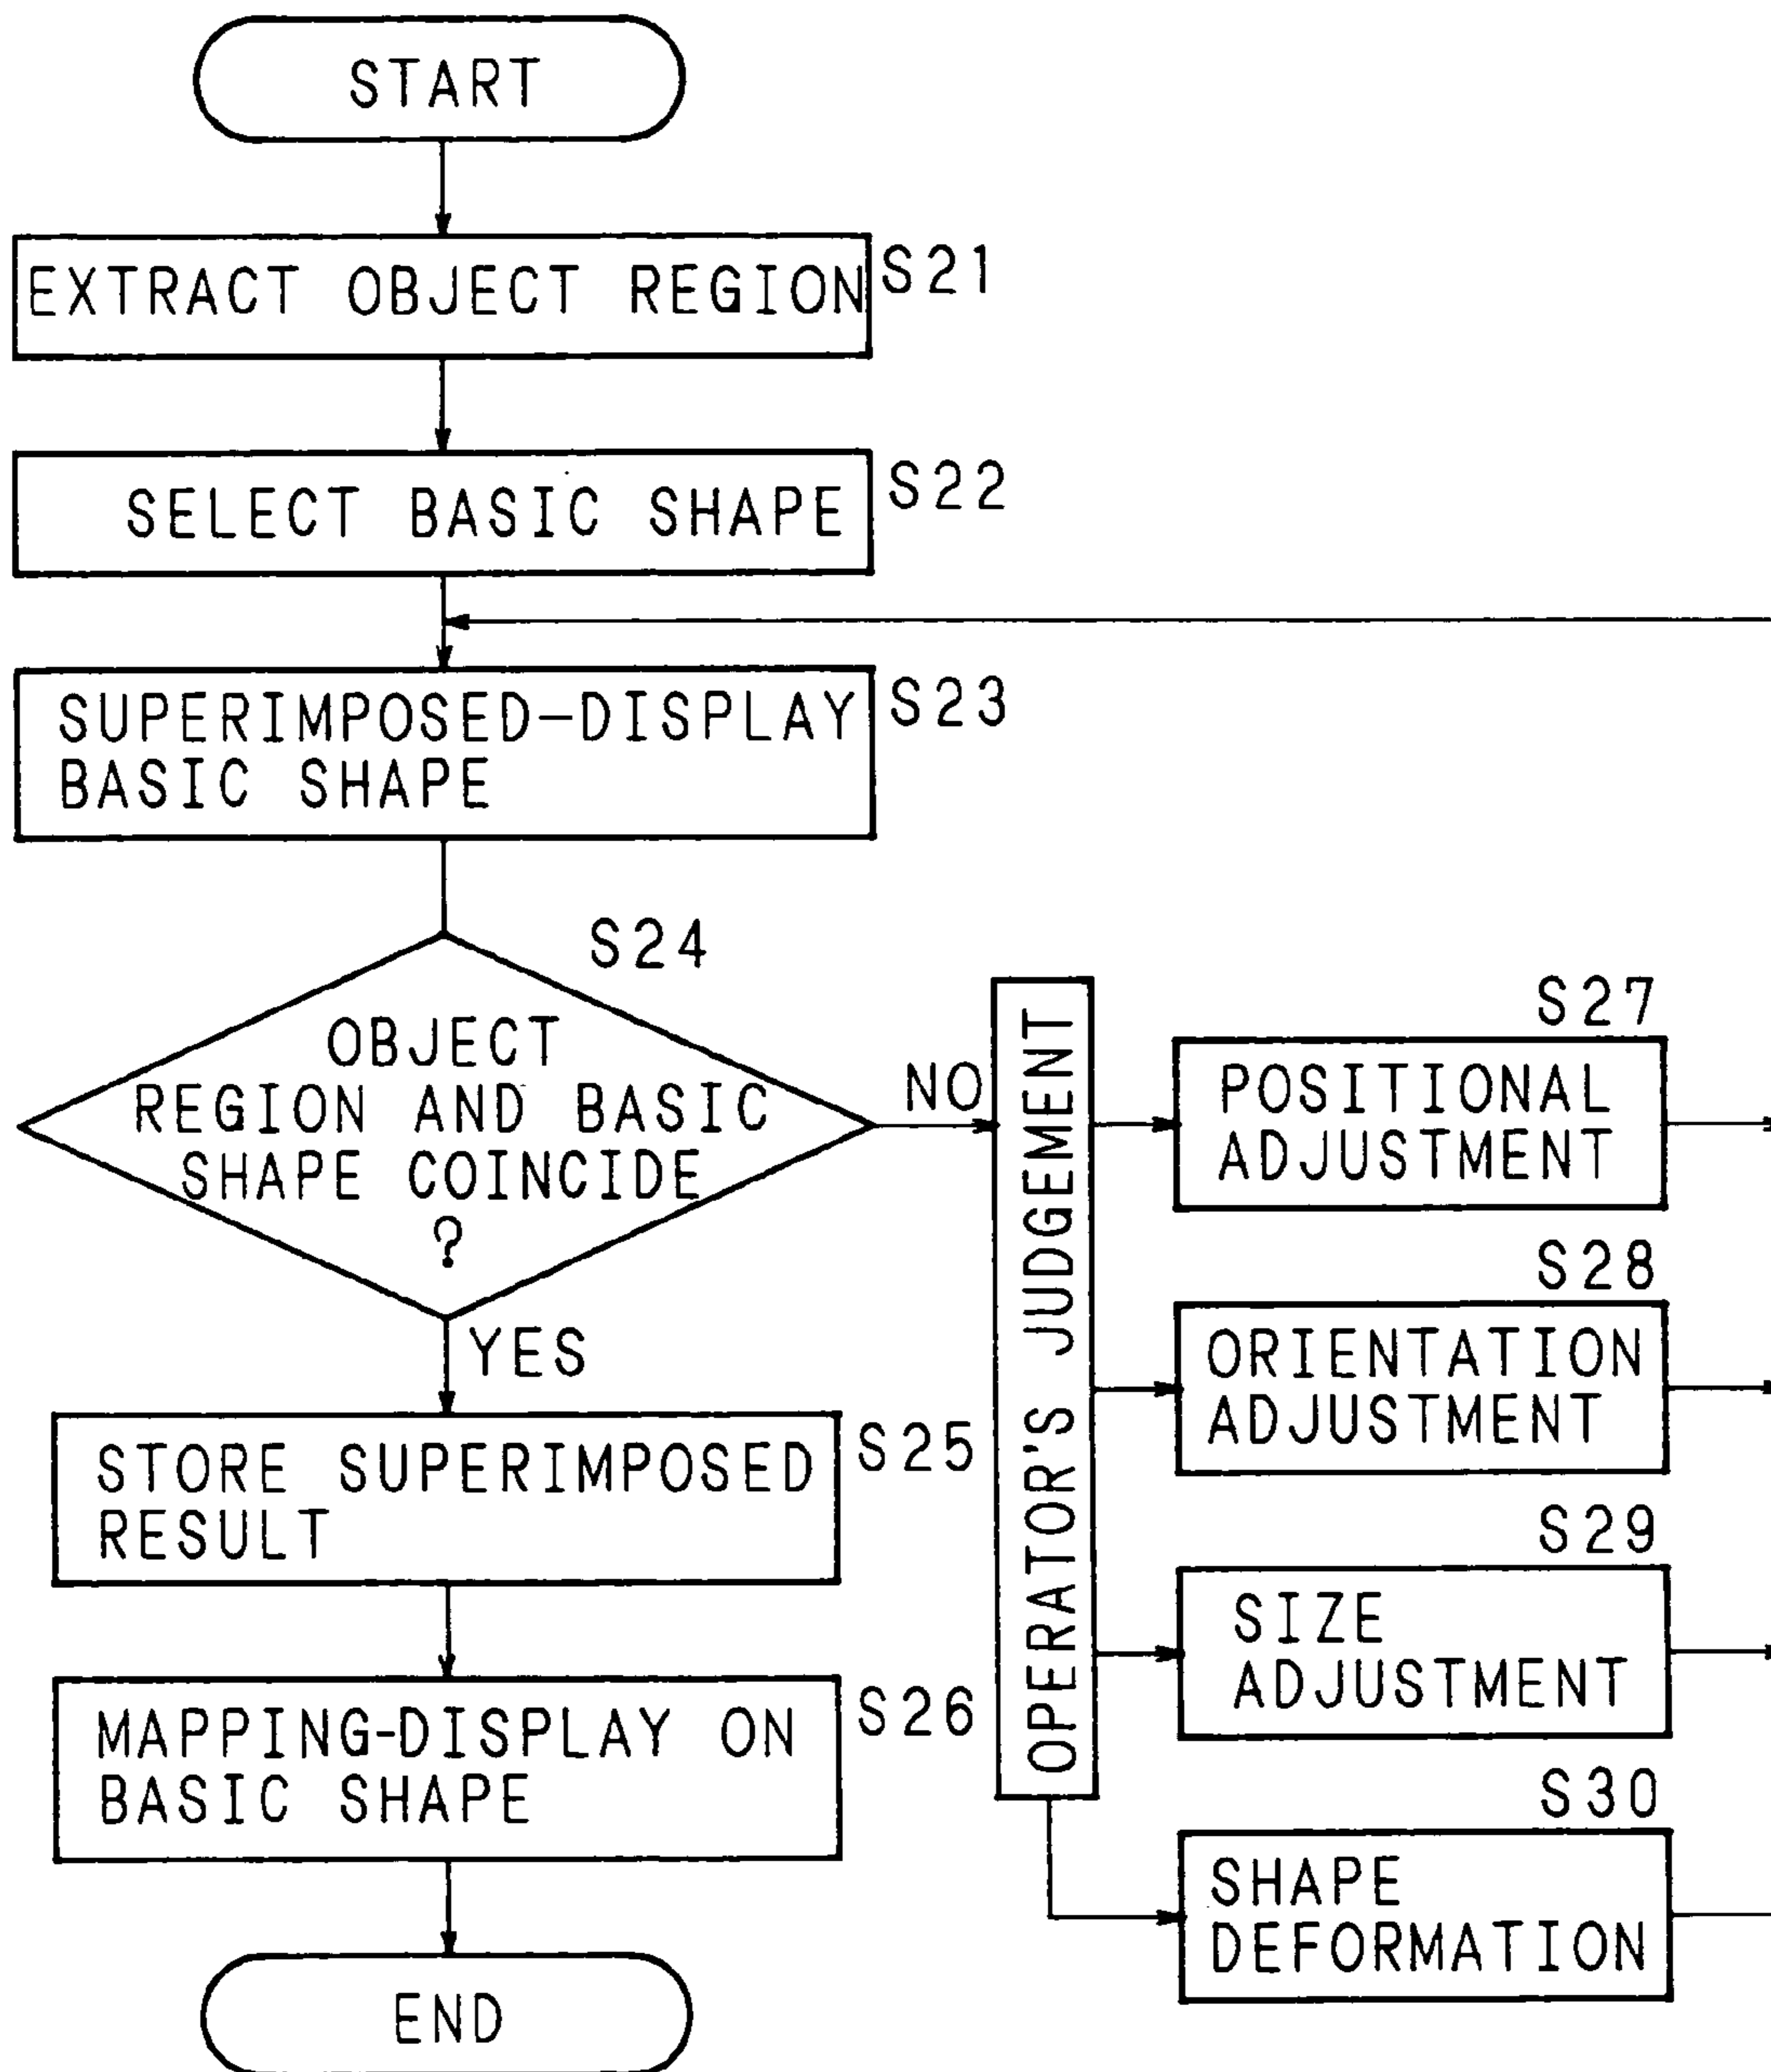 START
EXTRACT OBJECT REGION
S21
SELECT BASIC SHAPE
S22
SUPERIMPOSED-DISPLAY
BASIC SHAPE
S23
S24
OBJECT
REGION AND BASIC
SHAPE COINCIDE
?
NO
YES
STORE SUPERIMPOSED
RESULT
S25
MAPPING-DISPLAY ON
BASIC SHAPE
S26
END
OPERATOR'S JUDGEMENT
S27
POSITIONAL
ADJUSTMENT
S28
ORIENTATION
ADJUSTMENT
S29
SIZE
ADJUSTMENT
S30
SHAPE
DEFORMATION